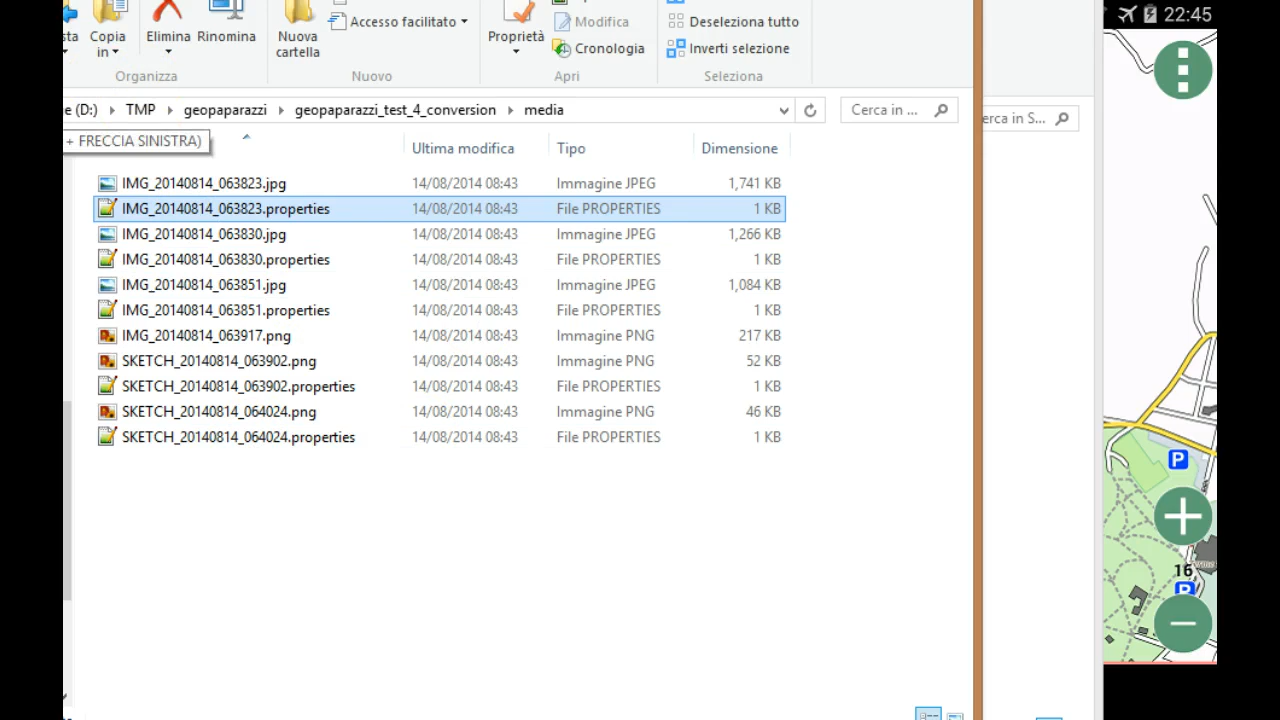 22:45
sta
Copia
in
Elimina
Rinomina
Nuova
cartella
Accesso facilitato
Proprietà
Modifica
Cronologia
Deseleziona tutto
Inverti selezione
Organizza
Nuovo
Apri
Seleziona
e (D:)
TMP
geopaparazzi
geopaparazzi_test_4_conversion
media
Cerca in ...
erca in S...
+ FRECCIA SINISTRA)
Ultima modifica
Tipo
Dimensione
IMG_20140814_063823.jpg 14/08/2014 08:43 Immagine JPEG 1,741 KB
IMG_20140814_063823.properties 14/08/2014 08:43 File PROPERTIES 1 KB
IMG_20140814_063830.jpg 14/08/2014 08:43 Immagine JPEG 1,266 KB
IMG_20140814_063830.properties 14/08/2014 08:43 File PROPERTIES 1 KB
IMG_20140814_063851.jpg 14/08/2014 08:43 Immagine JPEG 1,084 KB
IMG_20140814_063851.properties 14/08/2014 08:43 File PROPERTIES 1 KB
IMG_20140814_063917.png 14/08/2014 08:43 Immagine PNG 217 KB
SKETCH_20140814_063902.png 14/08/2014 08:43 Immagine PNG 52 KB
SKETCH_20140814_063902.properties 14/08/2014 08:43 File PROPERTIES 1 KB
SKETCH_20140814_064024.png 14/08/2014 08:43 Immagine PNG 46 KB
SKETCH_20140814_064024.properties 14/08/2014 08:43 File PROPERTIES 1 KB
P
16
P